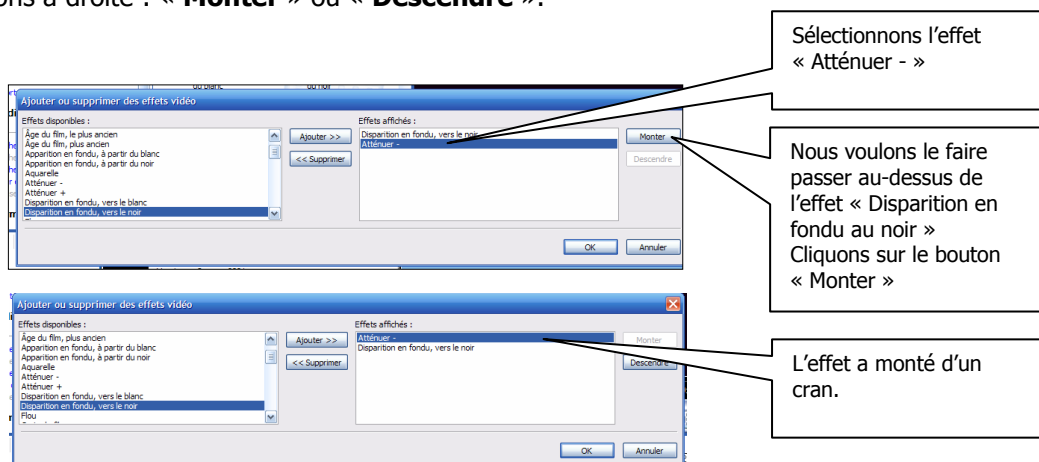 ons à droite : « Monter » ou « Descendre ».
Sélectionnons l'effet
« Atténuer - »
du blanc
du noir
Ajouter ou supprimer des effets vidéo
Effets disponibles :
Effets affichés :
Âge du film, le plus ancien
Âge du film, plus ancien
Apparition en fondu, à partir du blanc
Apparition en fondu, à partir du noir
Aquarelle
Atténuer -
Atténuer +
Disparition en fondu, vers le blanc
Disparition en fondu, vers le noir
Ajouter >>
<< Supprimer
Disparition en fondu, vers le noir
Atténuer -
Monter
Descendre
OK
Annuler
Nous voulons le faire
passer au-dessus de
l'effet « Disparition en
fondu au noir »
Cliquons sur le bouton
« Monter »
Ajouter ou supprimer des effets vidéo
Effets disponibles :
Effets affichés :
Âge du film, plus ancien
Apparition en fondu, à partir du blanc
Apparition en fondu, à partir du noir
Aquarelle
Atténuer -
Atténuer +
Disparition en fondu, vers le blanc
Disparition en fondu, vers le noir
Flou
Ajouter >>
<< Supprimer
Atténuer -
Disparition en fondu, vers le noir
Monter
Descendre
OK
Annuler
L'effet a monté d'un
cran.